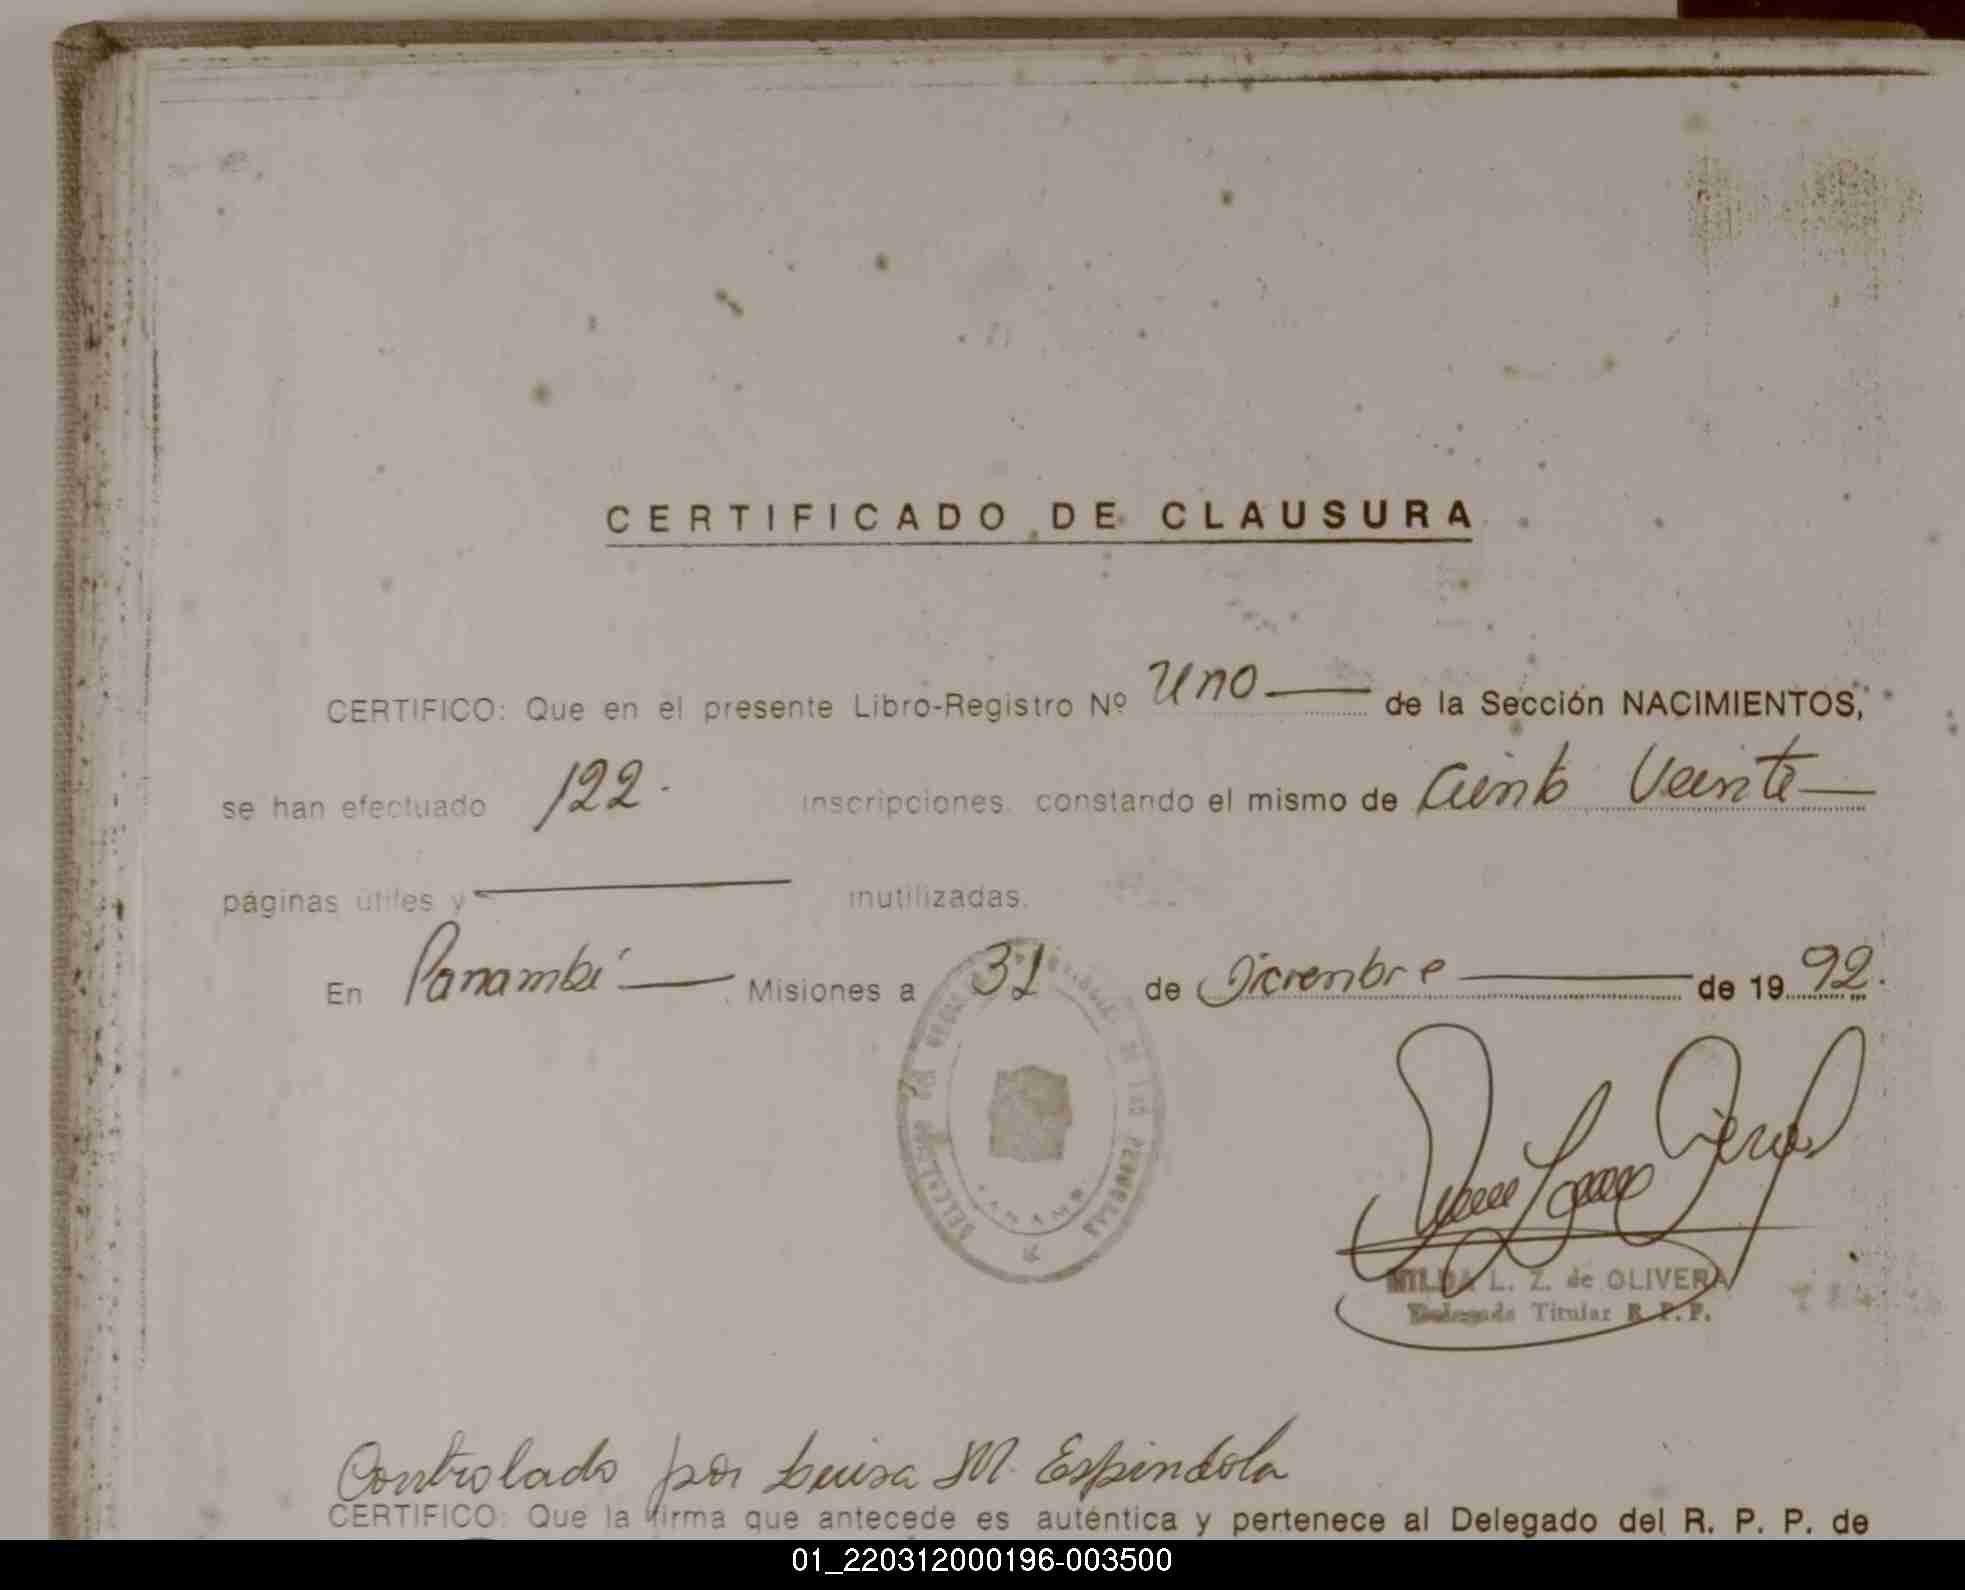 CERTIFICADO DE CLAUSURA
CERTIFICO: Que en el presente Libro-Registro Nº Uno de la Sección NACIMIENTOS,
se han efectuado 122. inscripciones, constando el mismo de Ciento Veinte
páginas útiles y inutilizadas.
En Panambí Misiones a 31 de Diciembre de 1992.
L. Z. de OLIVERA
Titular R. P. P.
Controlado por Luisa M. Espindola
CERTIFICO: Que la firma que antecede es auténtica y pertenece al Delegado del R. P. P. de
01_220312000196-003500